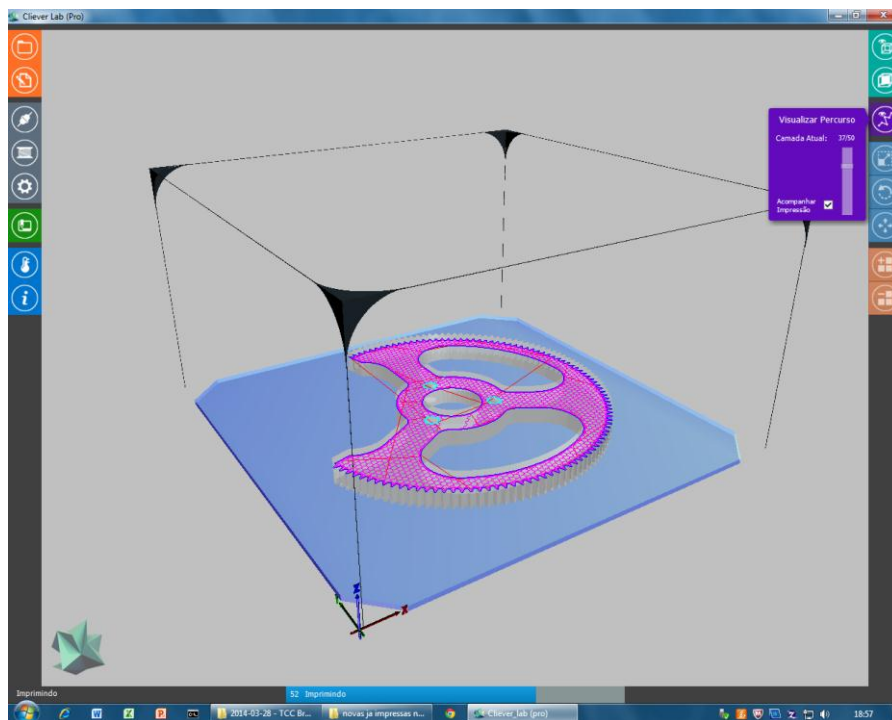 Cliever Lab (Pro)
Visualizar Percurso
Camada Atual: 37/50
Acompanhar
Impressão
Z
X
Imprimindo
52 Imprimindo
2014-03-28 - TCC Br...
novas ja impressas n...
Cliever_lab (pro)
18:57